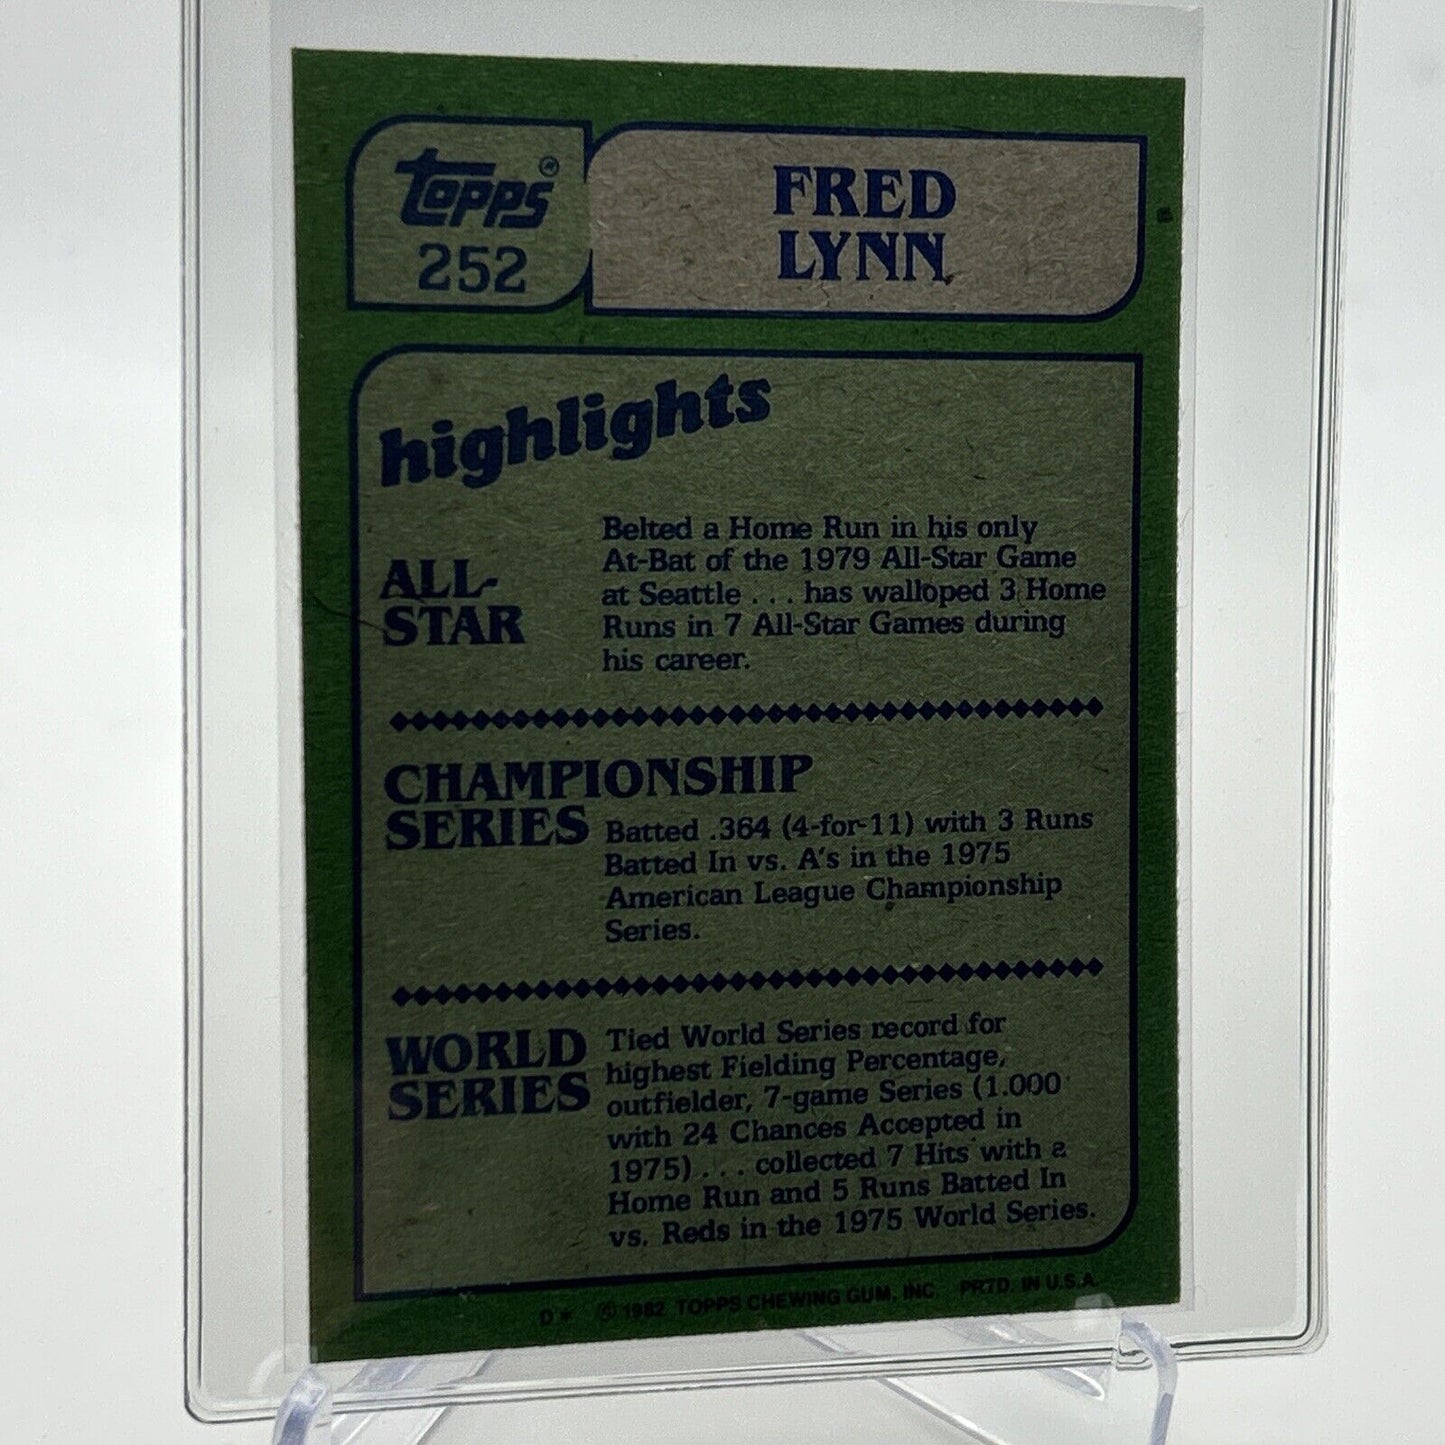 topps®
252
FRED
LYNN
highlights
ALL-
STAR
Belted a Home Run in his only
At-Bat of the 1979 All-Star Game
at Seattle . . . has walloped 3 Home
Runs in 7 All-Star Games during
his career.
CHAMPIONSHIP
SERIES
Batted .364 (4-for-11) with 3 Runs
Batted In vs. A's in the 1975
American League Championship
Series.
WORLD
SERIES
Tied World Series record for
highest Fielding Percentage,
outfielder, 7-game Series (1.000
with 24 Chances Accepted in
1975) . . . collected 7 Hits with a
Home Run and 5 Runs Batted In
vs. Reds in the 1975 World Series.
D* © 1982 TOPPS CHEWING GUM, INC. PRTD. IN U.S.A.